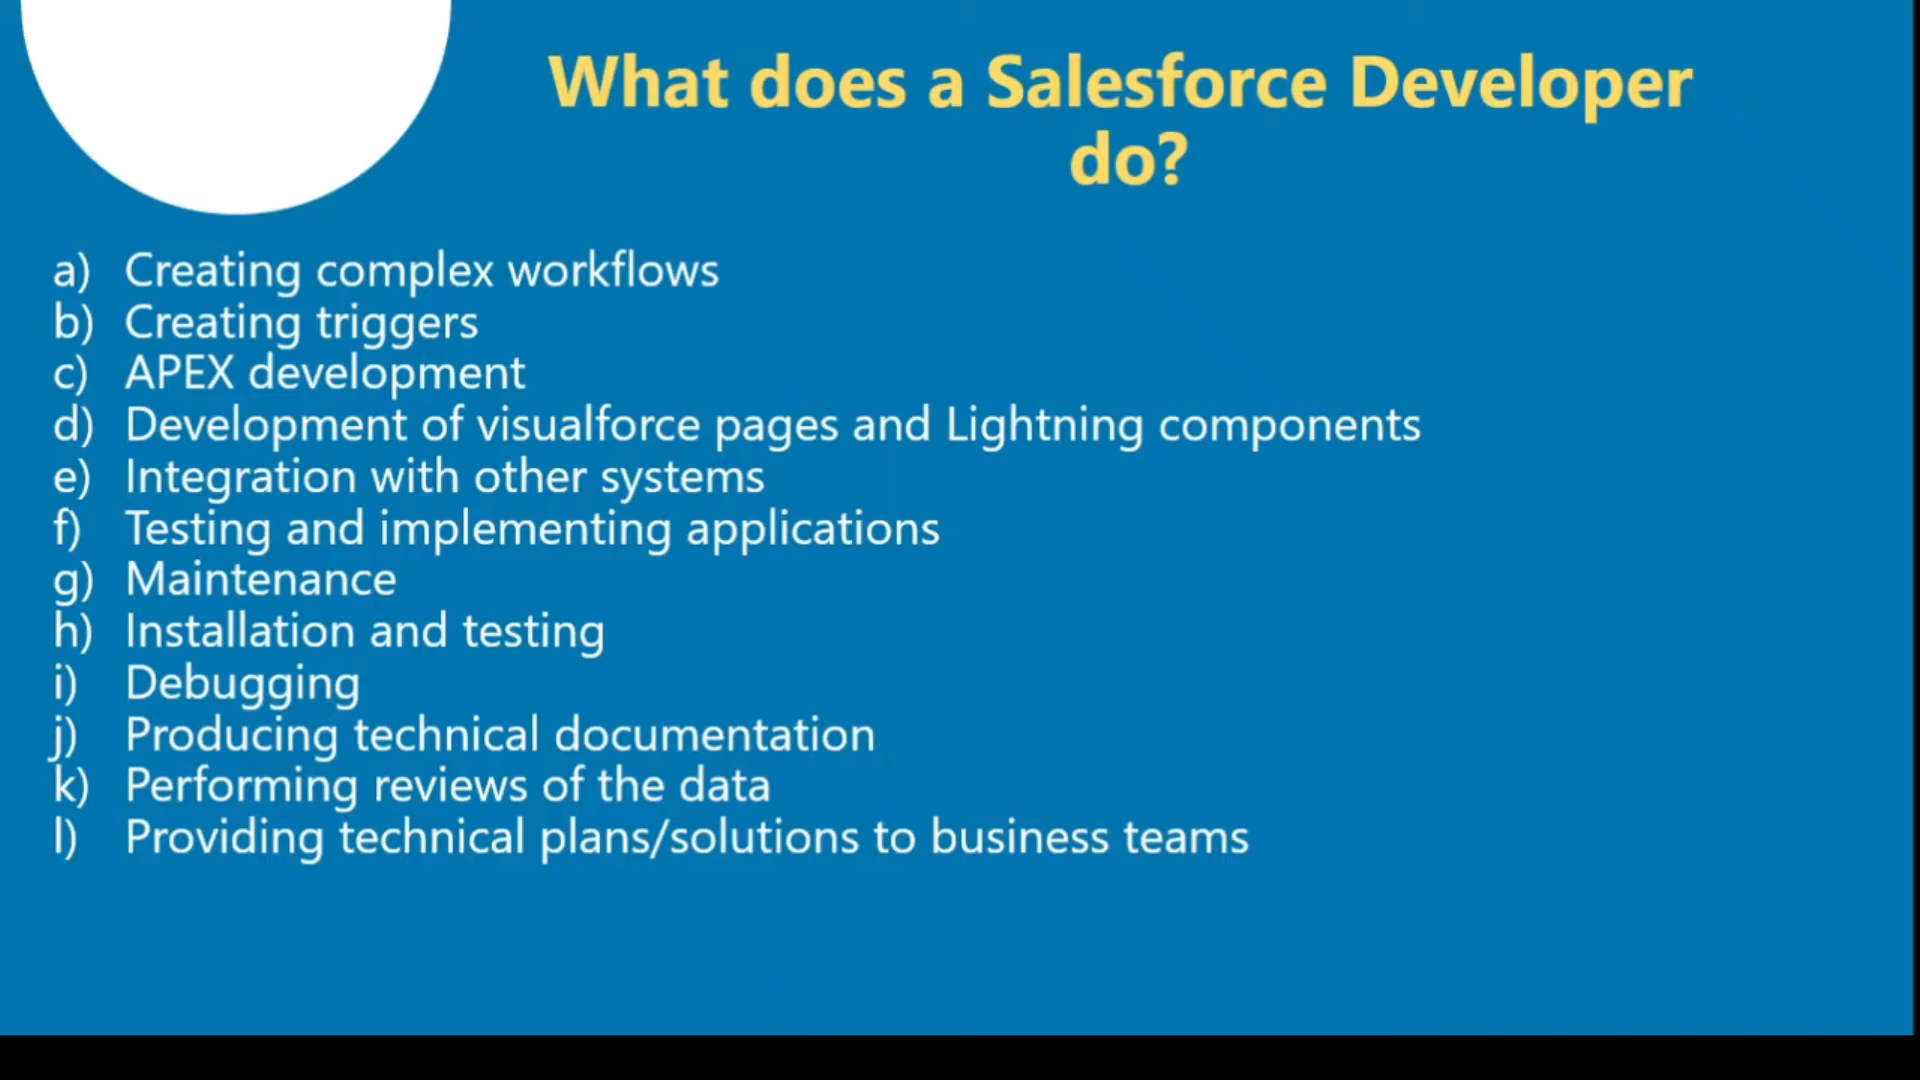 What does a Salesforce Developer
do?
a) Creating complex workflows
b) Creating triggers
c) APEX development
d) Development of visualforce pages and Lightning components
e) Integration with other systems
f) Testing and implementing applications
g) Maintenance
h) Installation and testing
i) Debugging
j) Producing technical documentation
k) Performing reviews of the data
l) Providing technical plans/solutions to business teams